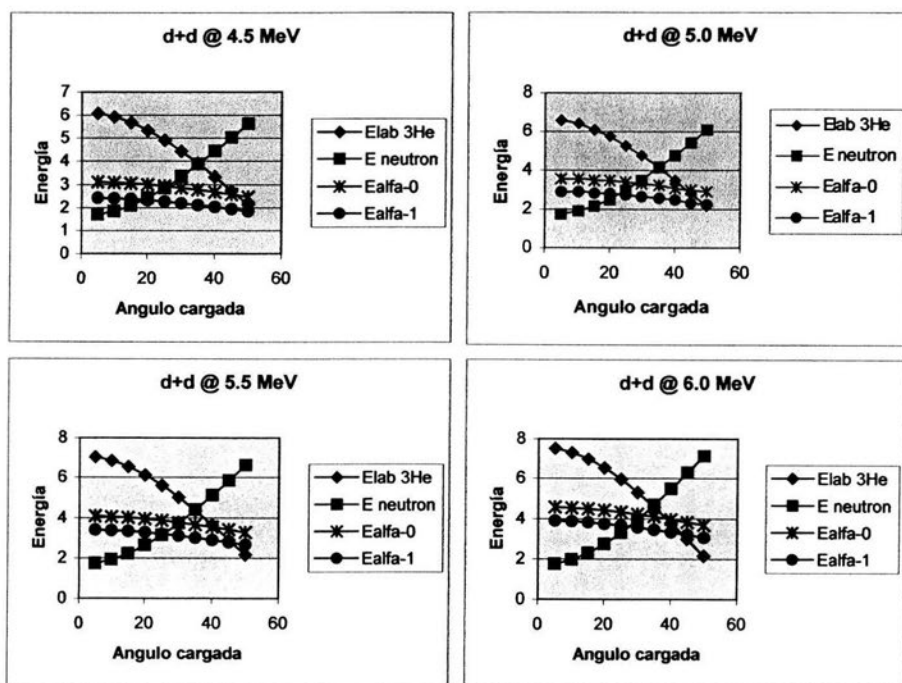 d+d @ 4.5 MeV
Energía
7
6
5
4
3
2
1
0
0 20 40 60
Angulo cargada
Elab 3He
E neutron
Ealfa-0
Ealfa-1
d+d @ 5.0 MeV
Energía
8
6
4
2
0
0 20 40 60
Angulo cargada
Elab 3He
E neutron
Ealfa-0
Ealfa-1
d+d @ 5.5 MeV
Energía
8
6
4
2
0
0 20 40 60
Angulo cargada
Elab 3He
E neutron
Ealfa-0
Ealfa-1
d+d @ 6.0 MeV
Energía
8
6
4
2
0
0 20 40 60
Angulo cargada
Elab 3He
E neutron
Ealfa-0
Ealfa-1